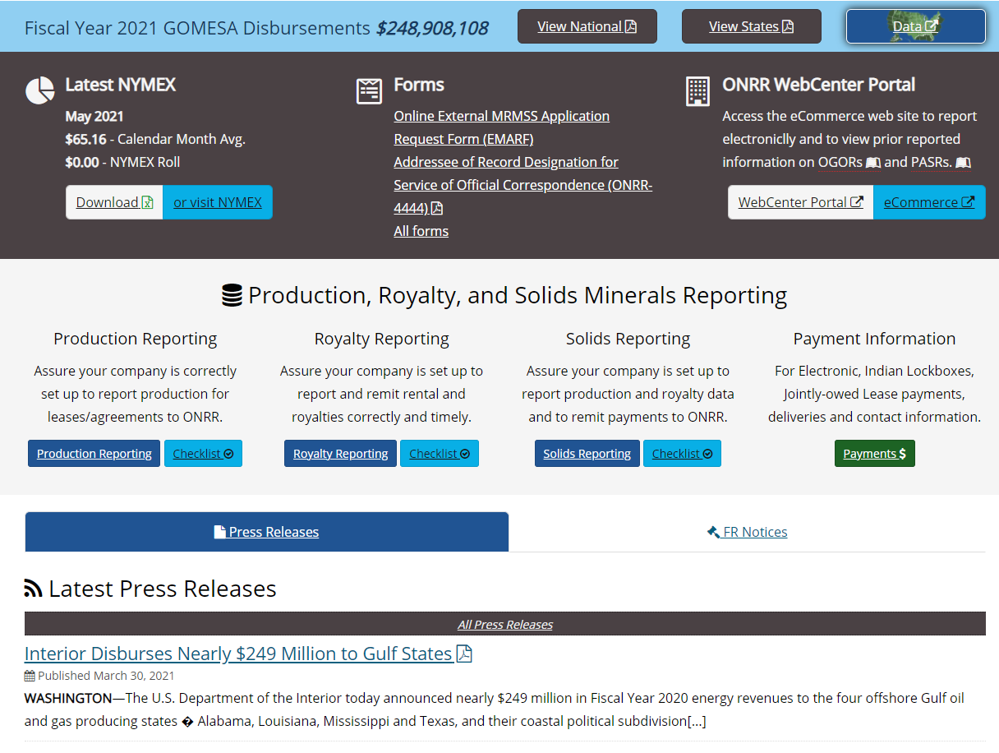 Fiscal Year 2021 GOMESA Disbursements $248,908,108
View National
View States
Data
Latest NYMEX
May 2021
$65.16 - Calendar Month Avg.
$0.00 - NYMEX Roll
Download
or visit NYMEX
Forms
Online External MRMSS Application
Request Form (EMARF)
Addressee of Record Designation for
Service of Official Correspondence (ONRR-
4444)
All forms
ONRR WebCenter Portal
Access the eCommerce web site to report
electroniclly and to view prior reported
information on OGORs and PASRs.
WebCenter Portal
eCommerce
Production, Royalty, and Solids Minerals Reporting
Production Reporting
Assure your company is correctly
set up to report production for
leases/agreements to ONRR.
Production Reporting
Checklist
Royalty Reporting
Assure your company is set up to
report and remit rental and
royalties correctly and timely.
Royalty Reporting
Checklist
Solids Reporting
Assure your company is set up to
report production and royalty data
and to remit payments to ONRR.
Solids Reporting
Checklist
Payment Information
For Electronic, Indian Lockboxes,
Jointly-owed Lease payments,
deliveries and contact information.
Payments $
Press Releases
FR Notices
Latest Press Releases
All Press Releases
Interior Disburses Nearly $249 Million to Gulf States
Published March 30, 2021
WASHINGTON—The U.S. Department of the Interior today announced nearly $249 million in Fiscal Year 2020 energy revenues to the four offshore Gulf oil
and gas producing states � Alabama, Louisiana, Mississippi and Texas, and their coastal political subdivision[...]